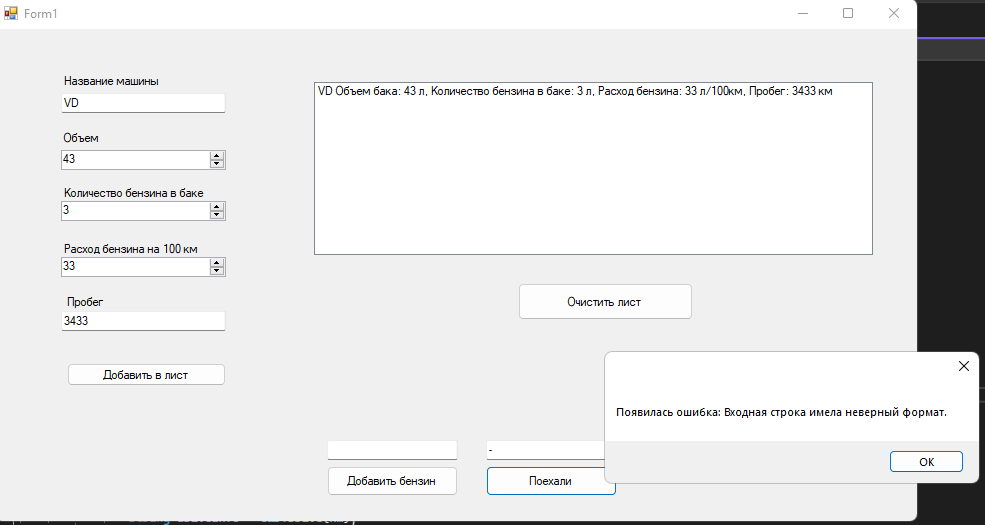 Form1
Название машины
VD
Объем
43
Количество бензина в баке
3
Расход бензина на 100 км
33
Пробег
3433
Добавить в лист
VD Объем бака: 43 л, Количество бензина в баке: 3 л, Расход бензина: 33 л/100км, Пробег: 3433 км
Очистить лист
Появилась ошибка: Входная строка имела неверный формат.
OK
-
Добавить бензин
Поехали